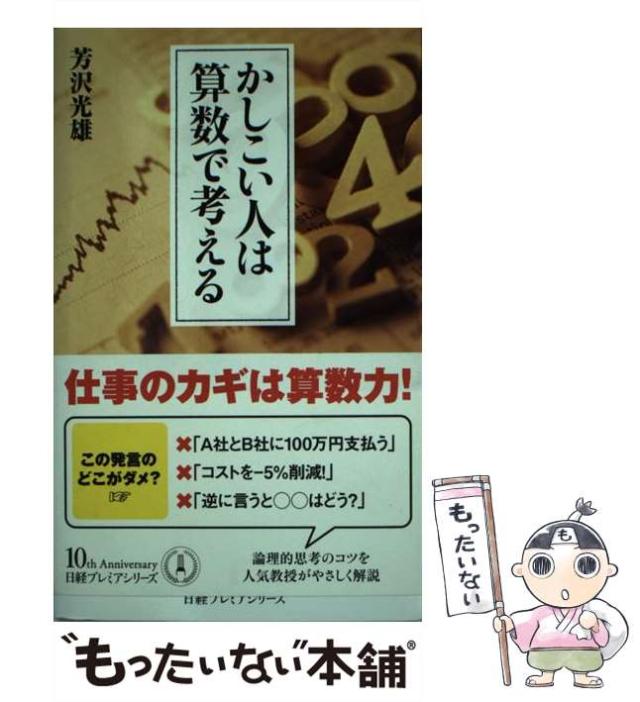 芳沢光雄
かしこい人は
算数で考える
4
仕事のカギは算数力!
この発言の
どこがダメ?
✖「A社とB社に100万円支払う」
✖「コストを-5%削減!」
✖「逆に言うと○○はどう?」
10th Anniversary
日経プレミアシリーズ
論理的思考のコツを
人気教授がやさしく解説
日経プレミアシリーズ
"もったいない"本舗®
もったいない
も